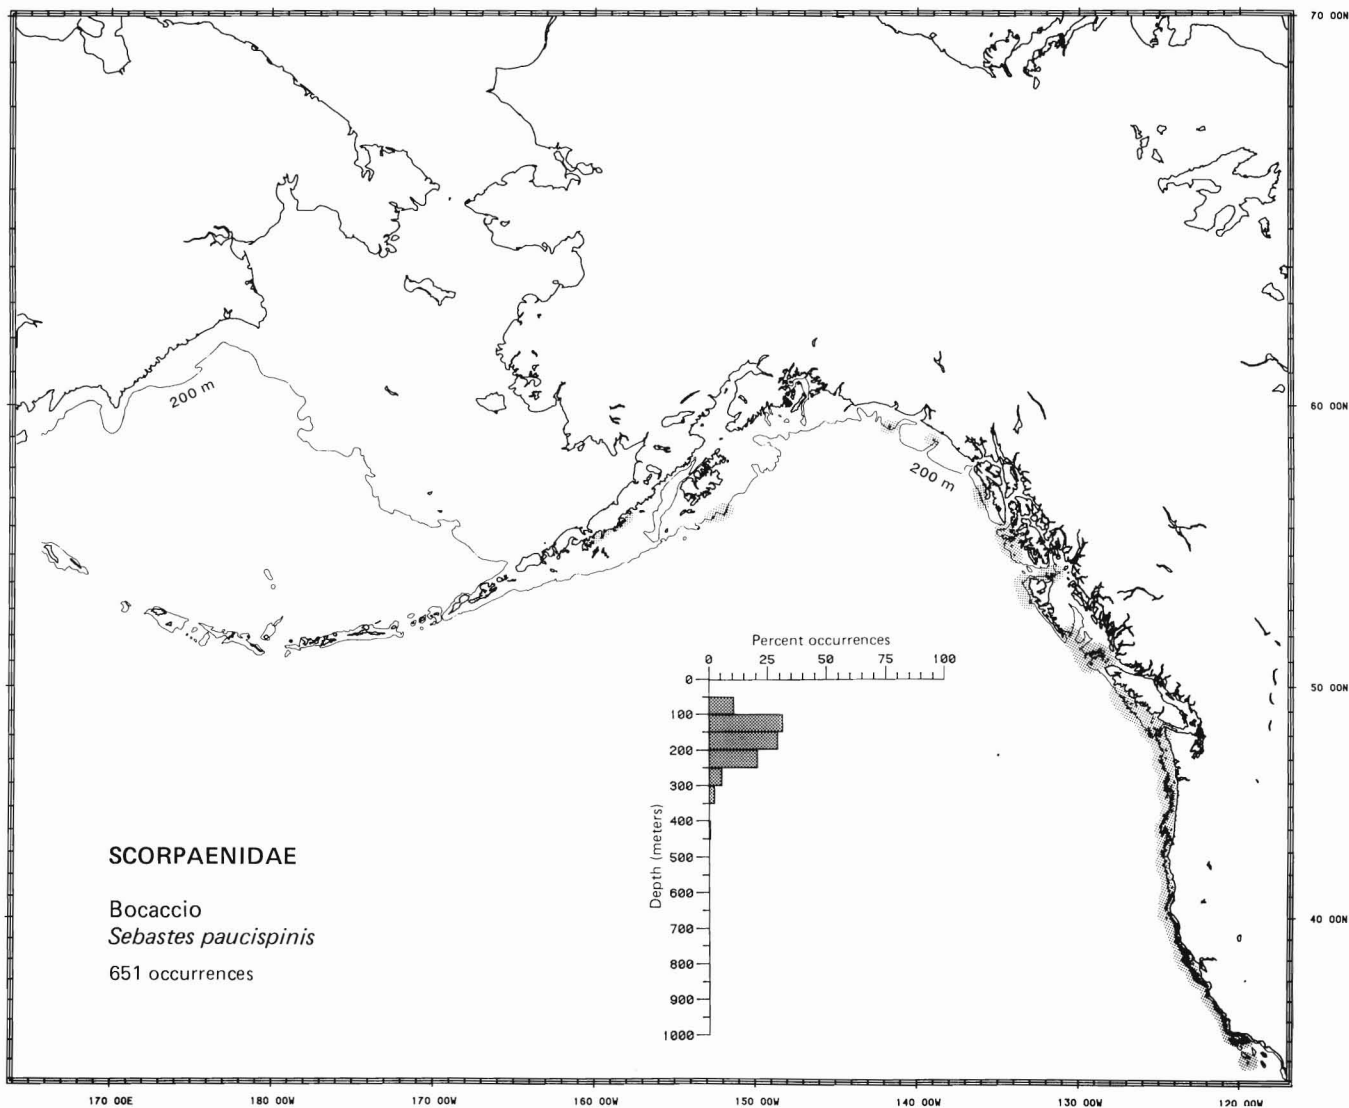 70 00N
200 m
60 00N
200 m
Percent occurrences
0 25 50 75 100
50 00N
0
100
200
300
400
500
600
700
800
900
1000
Depth (meters)
SCORPAENIDAE
Bocaccio
Sebastes paucispinis
651 occurrences
40 00N
170 00E 180 00W 170 00W 160 00W 150 00W 140 00W 130 00W 120 00W